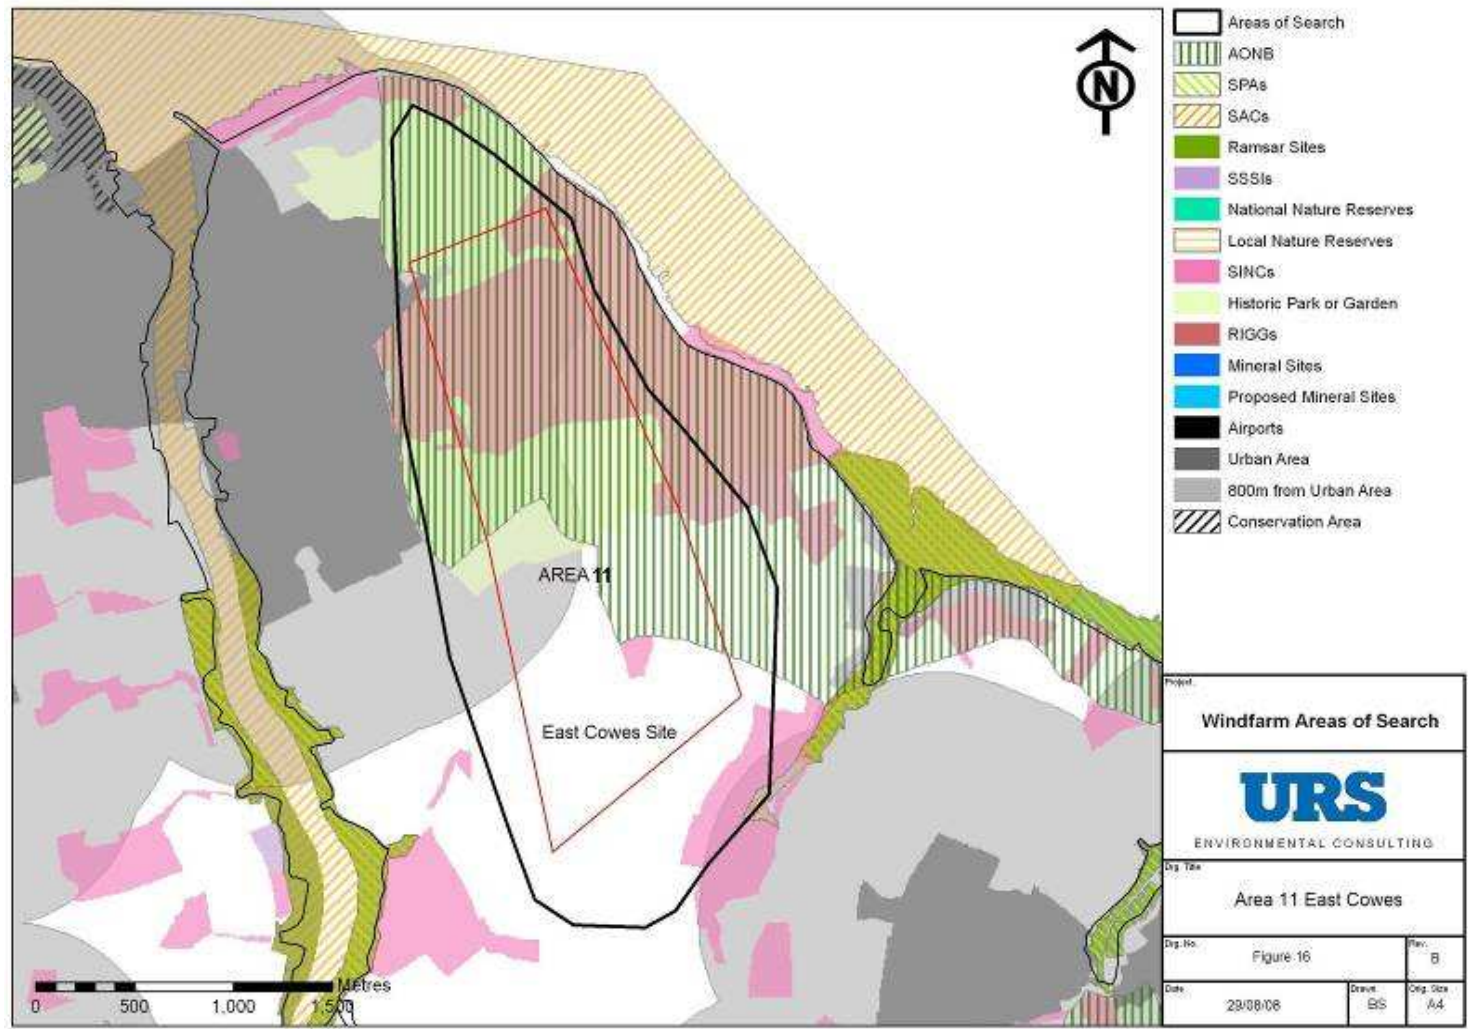 N
AREA 11
East Cowes Site
Metres
0 500 1,000 1,500
Areas of Search
AONB
SPAs
SACs
Ramsar Sites
SSSIs
National Nature Reserves
Local Nature Reserves
SINCs
Historic Park or Garden
RIGGs
Mineral Sites
Proposed Mineral Sites
Airports
Urban Area
800m from Urban Area
Conservation Area
Project.
Windfarm Areas of Search
URS
ENVIRONMENTAL CONSULTING
Drg. Title
Area 11 East Cowes
Drg. No.
Figure 16
Rev.
B
Date
29/08/08
Drawn
BS
Orig. Size
A4